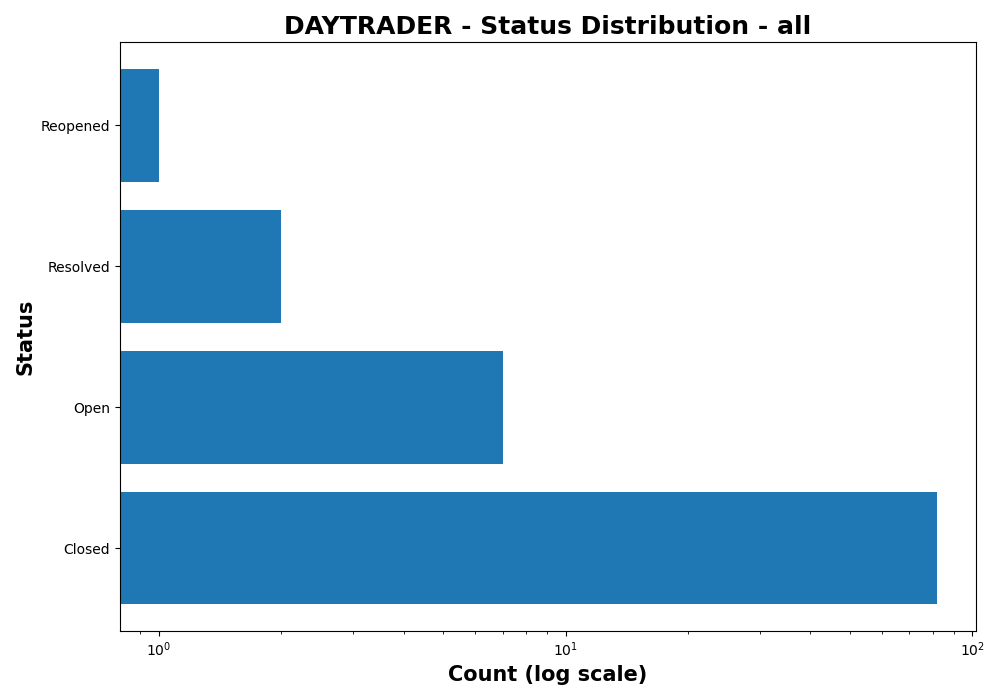 DAYTRADER - Status Distribution - all
Status
Reopened
Resolved
Open
Closed
10⁰
10¹
10²
Count (log scale)